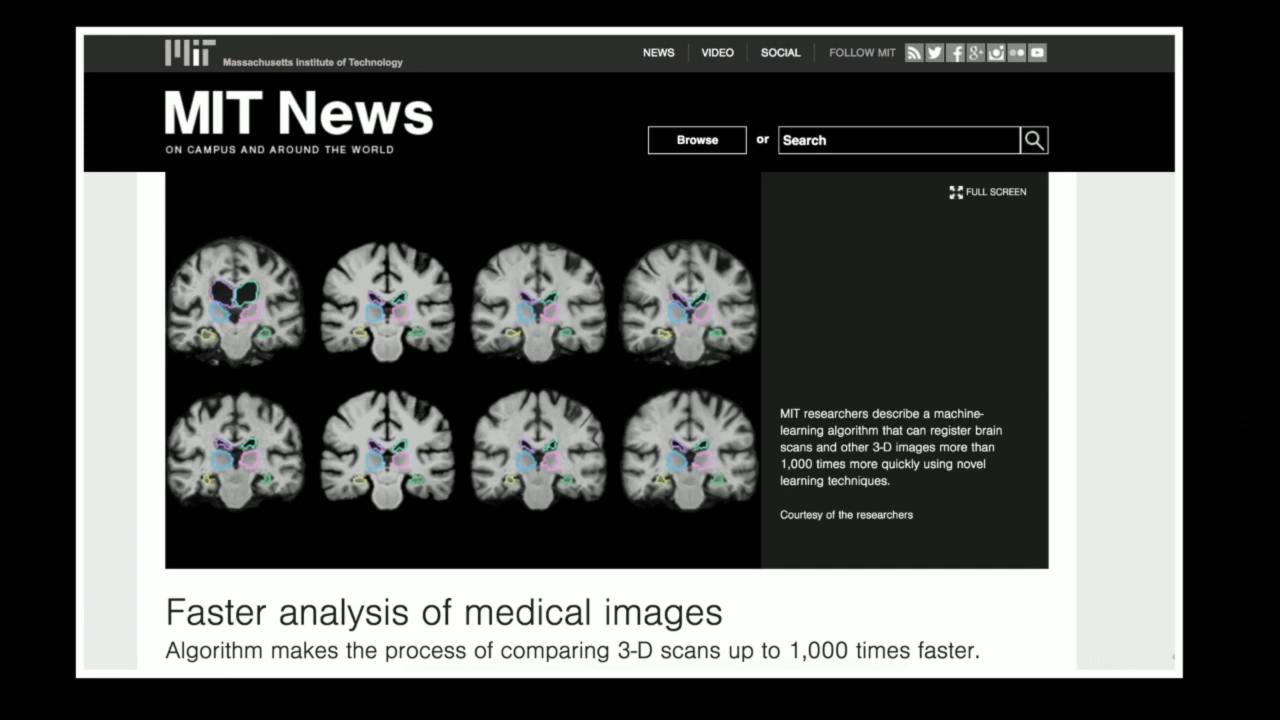 MIT
Massachusetts Institute of Technology
NEWS
VIDEO
SOCIAL
FOLLOW MIT
MIT News
ON CAMPUS AND AROUND THE WORLD
Browse
or
Search
FULL SCREEN
MIT researchers describe a machine-
learning algorithm that can register brain
scans and other 3-D images more than
1,000 times more quickly using novel
learning techniques.
Courtesy of the researchers
Faster analysis of medical images
Algorithm makes the process of comparing 3-D scans up to 1,000 times faster.